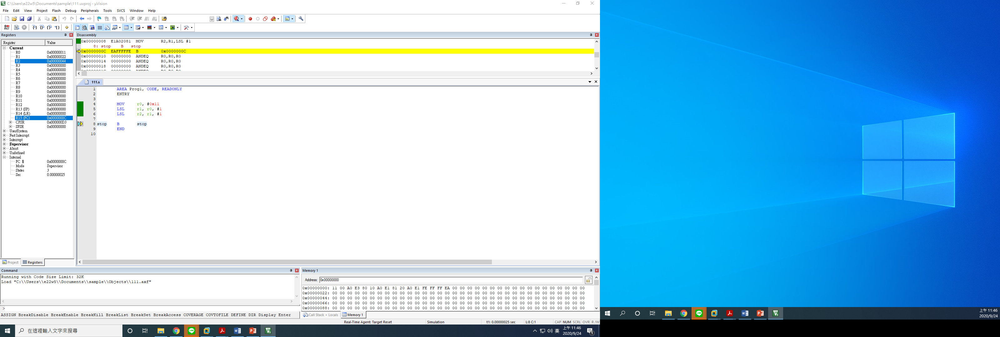 C:\Users\e22w5\Documents\sample\111.uvproj - µVision
File Edit View Project Flash Debug Peripherals Tools SVCS Window Help
Registers
Register Value
Current
R0 0x00000011
R1 0x00000022
R2 0x00000044
R3 0x00000000
R4 0x00000000
R5 0x00000000
R6 0x00000000
R7 0x00000000
R8 0x00000000
R9 0x00000000
R10 0x00000000
R11 0x00000000
R12 0x00000000
R13 (SP) 0x00000000
R14 (LR) 0x00000000
R15 (PC) 0x0000000C
CPSR 0x000000D3
SPSR 0x00000000
User/System
Fast Interrupt
Interrupt
Supervisor
Abort
Undefined
Internal
PC $ 0x0000000C
Mode Supervisor
States 3
Sec 0.00000025
Project Registers
Disassembly
0x00000008 E1A02081 MOV R2,R1,LSL #1
8: stop B stop
0x0000000C EAFFFFFE B 0x0000000C
0x00000010 00000000 ANDEQ R0,R0,R0
0x00000014 00000000 ANDEQ R0,R0,R0
0x00000018 00000000 ANDEQ R0,R0,R0
111.s
1 AREA Prog1, CODE, READONLY
2 ENTRY
3
4 MOV r0, #0x11
5 LSL r1, r0, #1
6 LSL r2, r1, #1
7
8 stop B stop
9 END
10
Command
Running with Code Size Limit: 32K
Load "C:\\Users\\e22w5\\Documents\\sample\\Objects\\111.axf"
>
ASSIGN BreakDisable BreakEnable BreakKill BreakList BreakSet BreakAccess COVERAGE COVTOFILE DEFINE DIR Display Enter
Memory 1
Address: 0x00000000
0x00000000: 11 00 A0 E3 80 10 A0 E1 81 20 A0 E1 FE FF FF EA 00 00 00 00 00 00 00 00 00 00 00 00 00 00 00 00 00 00
0x00000022: 00 00 00 00 00 00 00 00 00 00 00 00 00 00 00 00 00 00 00 00 00 00 00 00 00 00 00 00 00 00 00 00 00 00
0x00000044: 00 00 00 00 00 00 00 00 00 00 00 00 00 00 00 00 00 00 00 00 00 00 00 00 00 00 00 00 00 00 00 00 00 00
0x00000066: 00 00 00 00 00 00 00 00 00 00 00 00 00 00 00 00 00 00 00 00 00 00 00 00 00 00 00 00 00 00 00 00 00 00
0x00000088: 00 00 00 00 00 00 00 00 00 00 00 00 00 00 00 00 00 00 00 00 00 00 00 00 00 00 00 00 00 00 00 00 00 00
Call Stack + Locals Memory 1
Real-Time Agent: Target Reset Simulation t1: 0.00000025 sec L:8 C:1 CAP NUM SCRL OVR R /W
在這裡輸入文字來搜尋
英
上午 11:46
2020/9/24
1
上午 11:46
2020/9/24